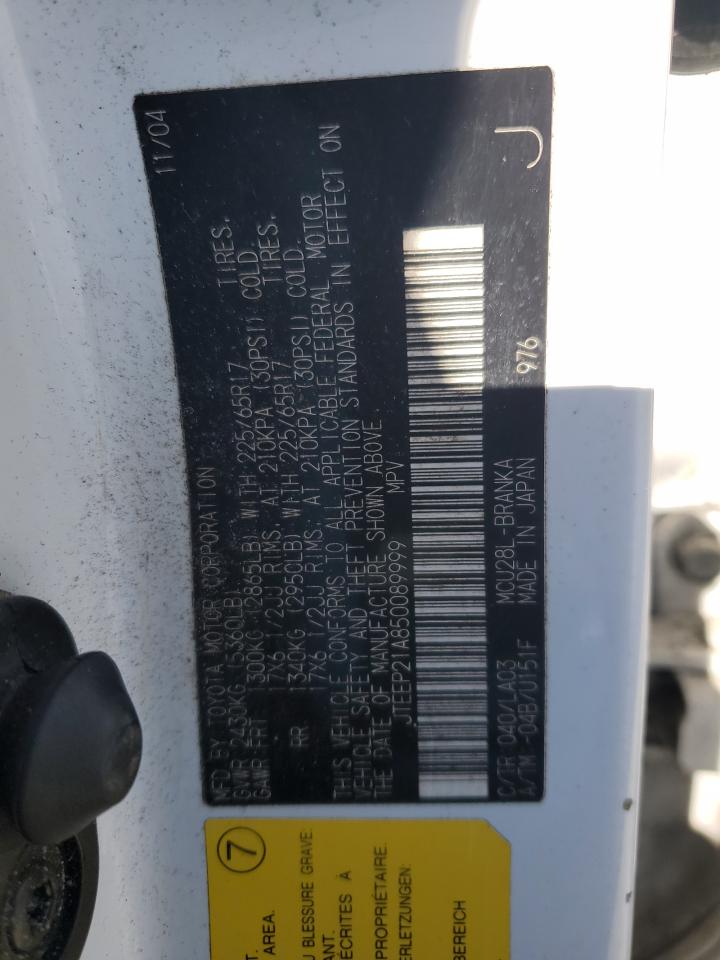 MFD BY TOYOTA MOTOR CORPORATION 11/04
GVWR 2430KG (5360LB)
GAWR FRT 1300KG (2865LB) WITH 225/65R17 TIRES.
17X6 1/2JJ RIMS. AT 210KPA (30PSI) COLD.
RR 1340KG (2950LB) WITH 225/65R17 TIRES.
17X6 1/2JJ RIMS. AT 210KPA (30PSI) COLD.
THIS VEHICLE CONFORMS TO ALL APPLICABLE FEDERAL MOTOR
VEHICLE SAFETY AND THEFT PREVENTION STANDARDS IN EFFECT ON
THE DATE OF MANUFACTURE SHOWN ABOVE
JTEEP21A850089999 MPV
C/TR 040/LA03 MCU28L-BRANKA 976
A/TM -04B/U151F MADE IN JAPAN
J
7
AREA.
U BLESSURE GRAVE
ANT.
ÉCRITES À
PROPRIÉTAIRE.
ERLETZUNGEN
BEREICH